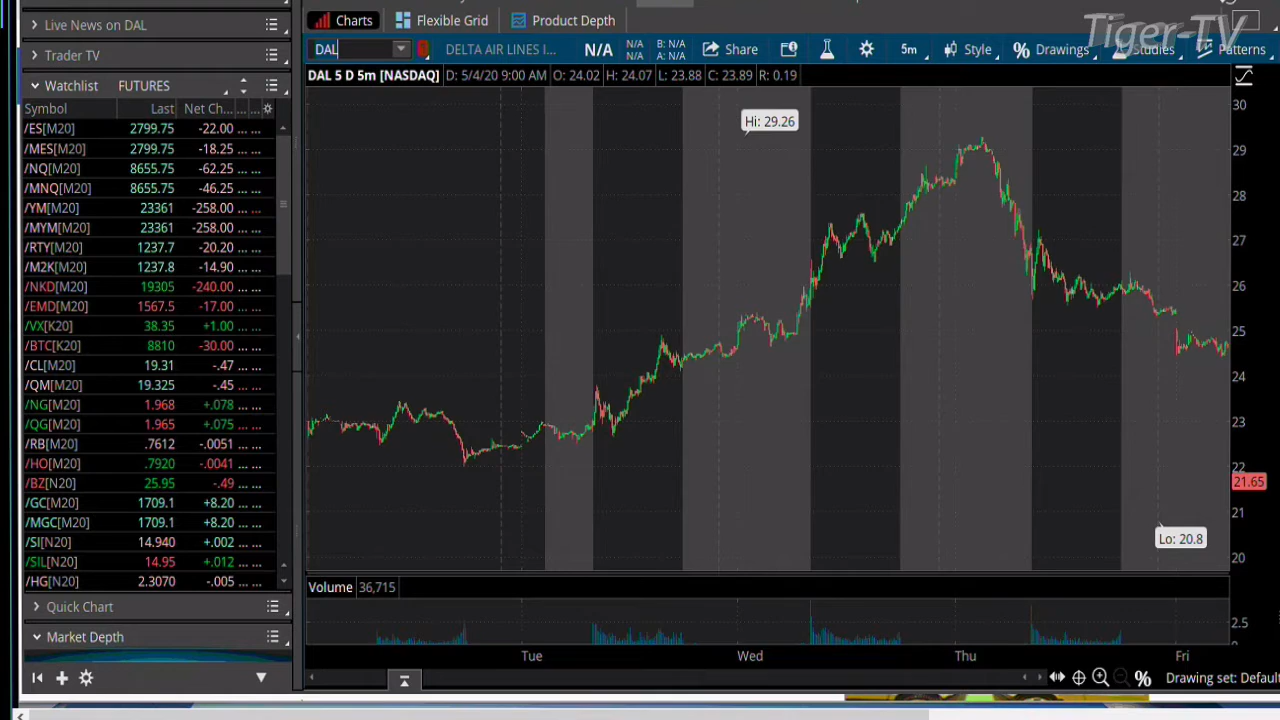 Live News on DAL
Trader TV
Watchlist FUTURES
Symbol Last Net Ch... ... ...
/ES[M20] 2799.75 -22.00 ... ...
/MES[M20] 2799.75 -18.25 ... ...
/NQ[M20] 8655.75 -62.25 ... ...
/MNQ[M20] 8655.75 -46.25 ... ...
/YM[M20] 23361 -258.00 ... ...
/MYM[M20] 23361 -258.00 ... ...
/RTY[M20] 1237.7 -20.20 ... ...
/M2K[M20] 1237.8 -14.90 ... ...
/NKD[M20] 19305 -240.00 ... ...
/EMD[M20] 1567.5 -17.00 ... ...
/VX[K20] 38.35 +1.00 ... ...
/BTC[K20] 8810 -30.00 ... ...
/CL[M20] 19.31 -.47 ... ...
/QM[M20] 19.325 -.45 ... ...
/NG[M20] 1.968 +.078 ... ...
/QG[M20] 1.965 +.075 ... ...
/RB[M20] .7612 -.0051 ... ...
/HO[M20] .7920 -.0041 ... ...
/BZ[N20] 25.95 -.49 ... ...
/GC[M20] 1709.1 +8.20 ... ...
/MGC[M20] 1709.1 +8.20 ... ...
/SI[N20] 14.940 +.002 ... ...
/SIL[N20] 14.95 +.012 ... ...
/HG[N20] 2.3070 -.005 ... ...
Quick Chart
Market Depth
Charts Flexible Grid Product Depth
Tiger-TV
DAL DELTA AIR LINES I... N/A N/A N/A B: N/A A: N/A Share 5m Style % Drawings Studies Patterns
DAL 5 D 5m [NASDAQ] D: 5/4/20 9:00 AM O: 24.02 H: 24.07 L: 23.88 C: 23.89 R: 0.19
Hi: 29.26
30
29
28
27
26
25
24
23
22
21.65
21
Lo: 20.8
20
Volume 36,715
2.5
Tue Wed Thu Fri
% Drawing set: Default